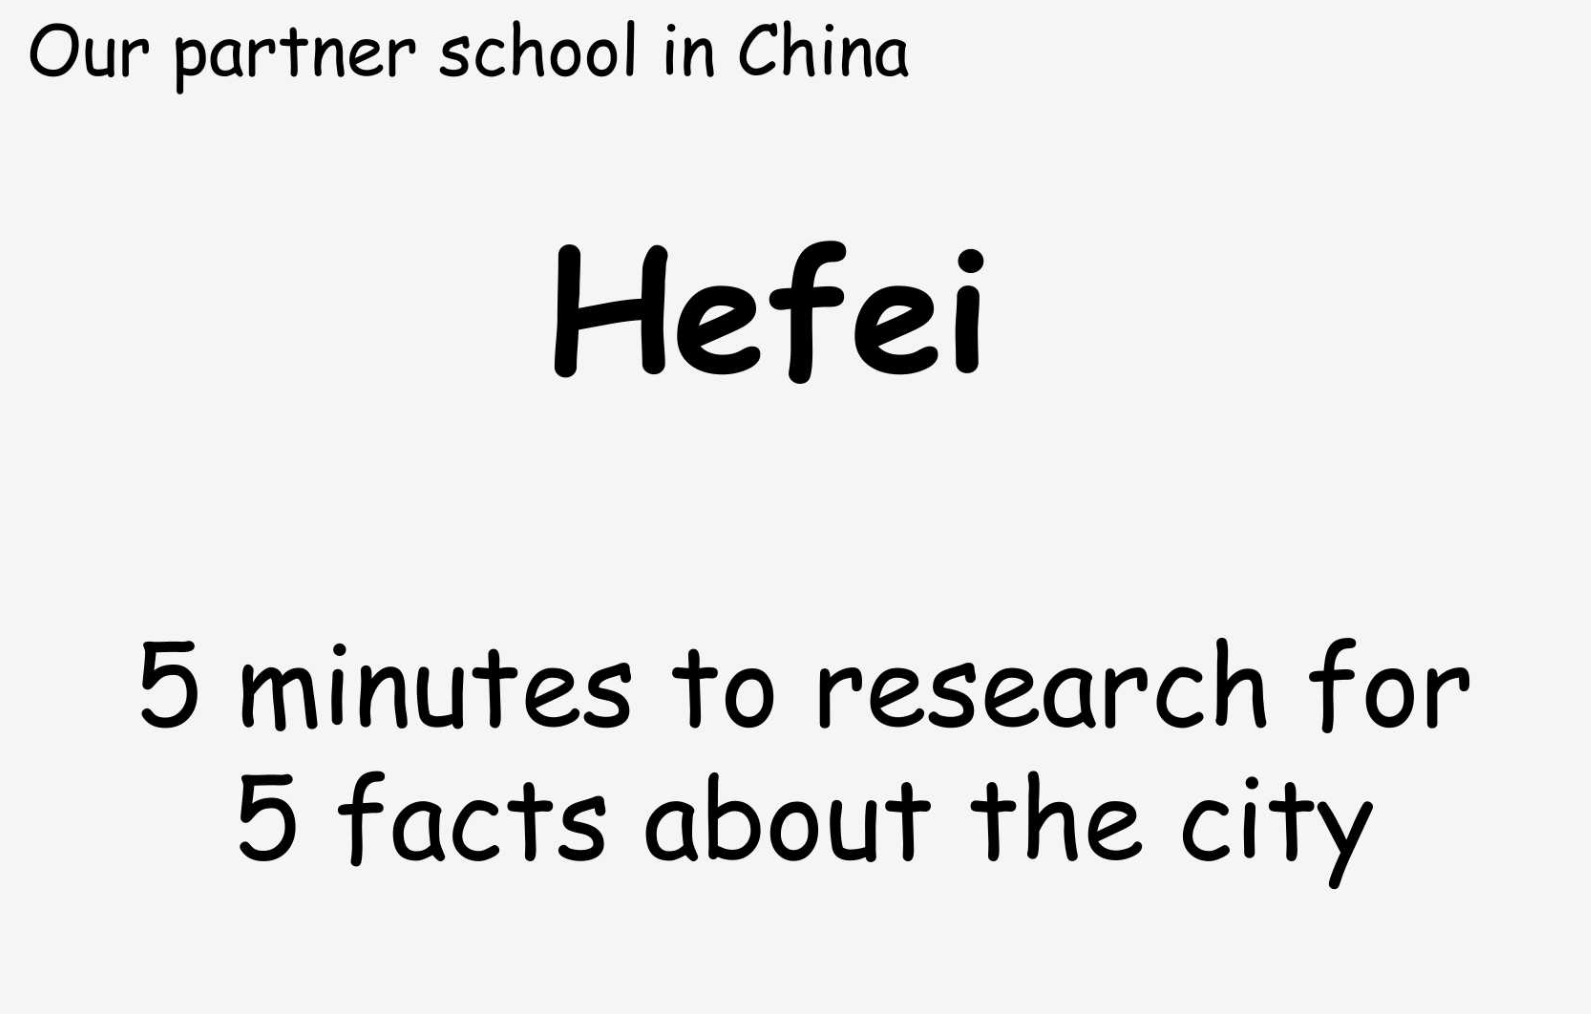 Our partner school in China
Hefei
5 minutes to research for
5 facts about the city